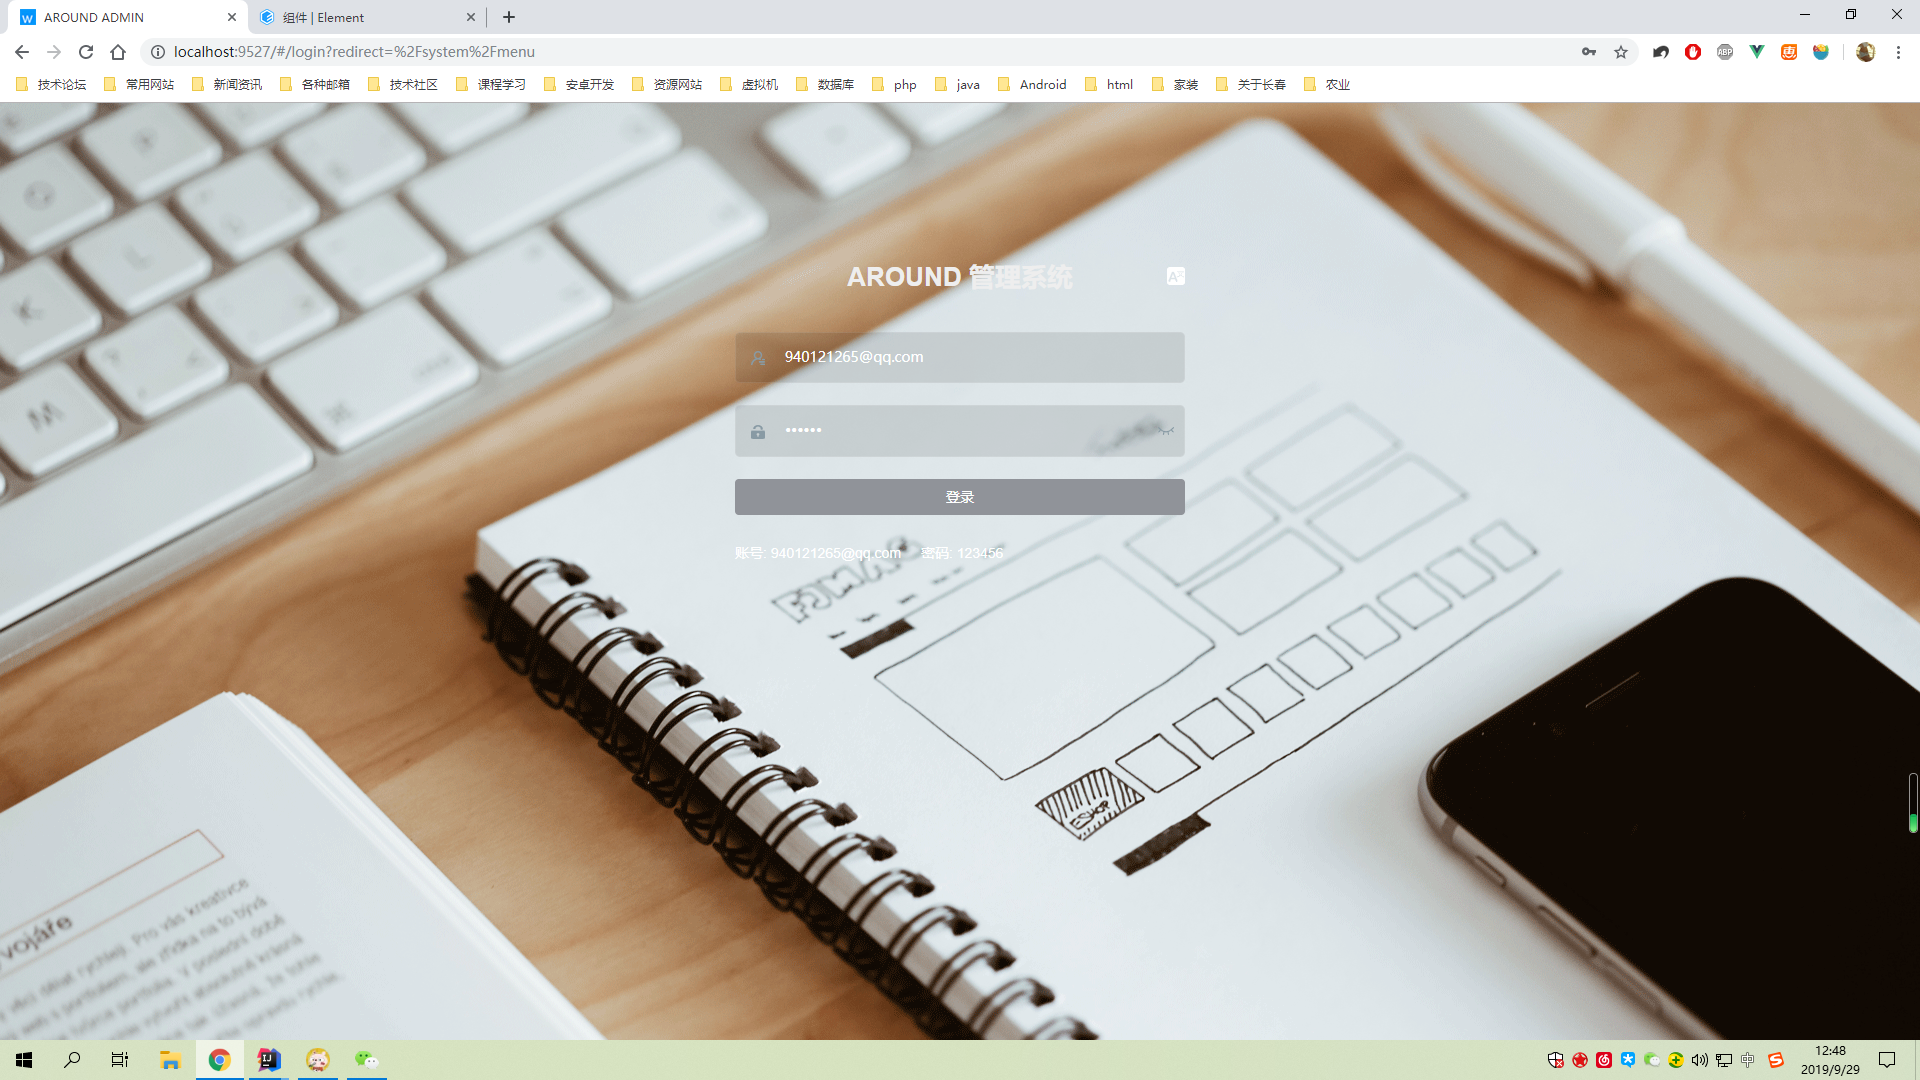 AROUND ADMIN
组件 | Element
localhost:9527/#/login?redirect=%2Fsystem%2Fmenu
技术论坛 常用网站 新闻资讯 各种邮箱 技术社区 课程学习 安卓开发 资源网站 虚拟机 数据库 php java Android html 家装 关于长春 农业
AROUND 管理系统
940121265@qq.com
••••••
登录
账号: 940121265@qq.com 密码: 123456
K
L
M
vojáře
ESHOP
12:48
2019/9/29